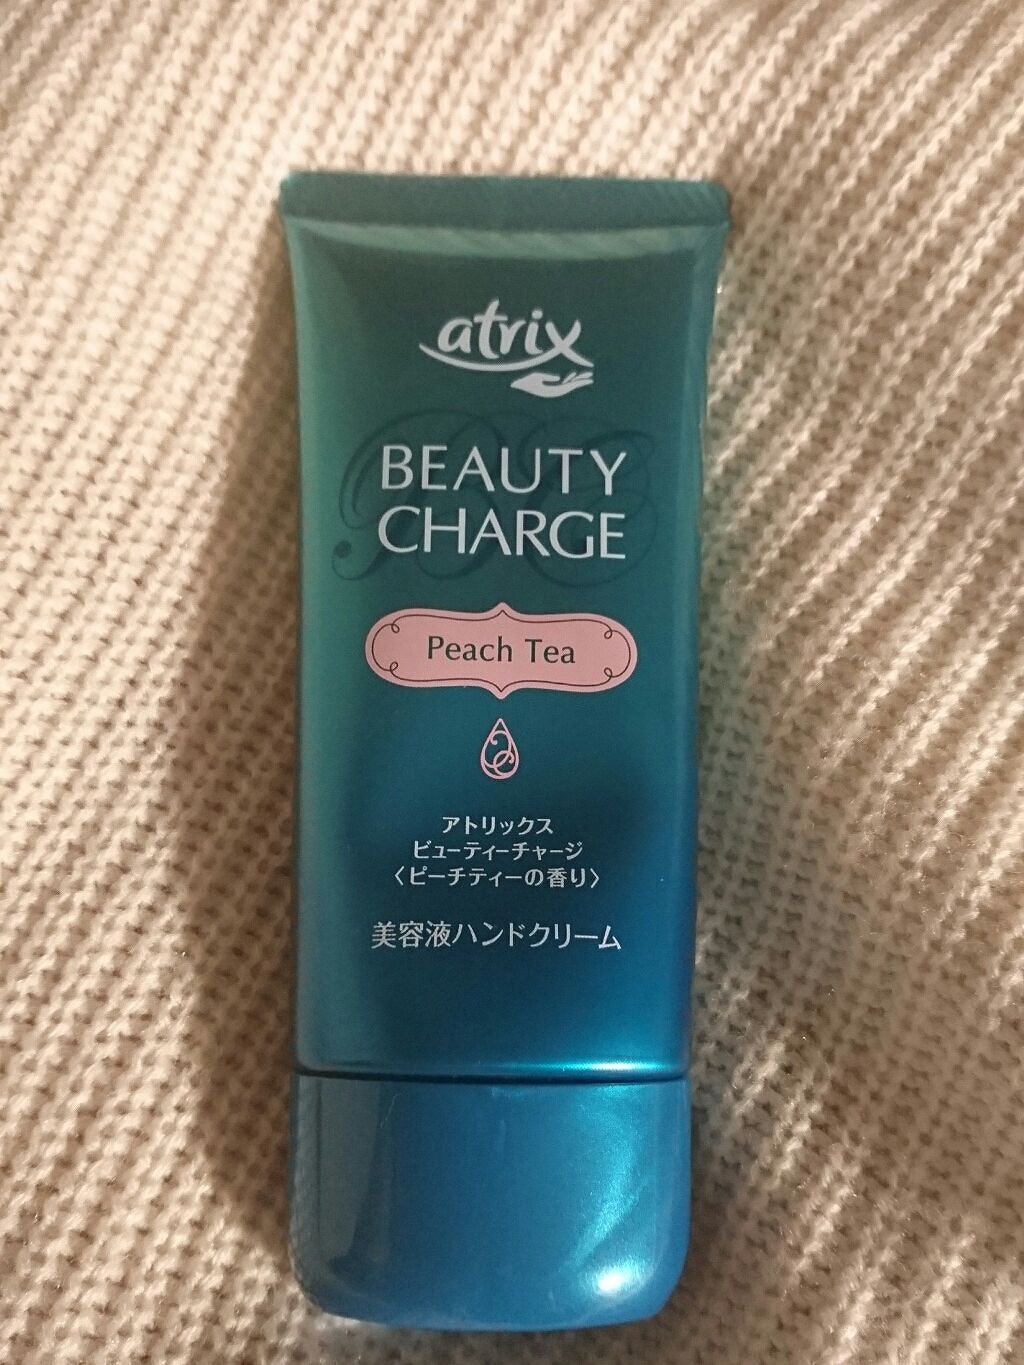 atrix
BEAUTY
CHARGE
Peach Tea
アトリックス
ビューティーチャージ
〈ピーチティーの香り〉
美容液ハンドクリーム